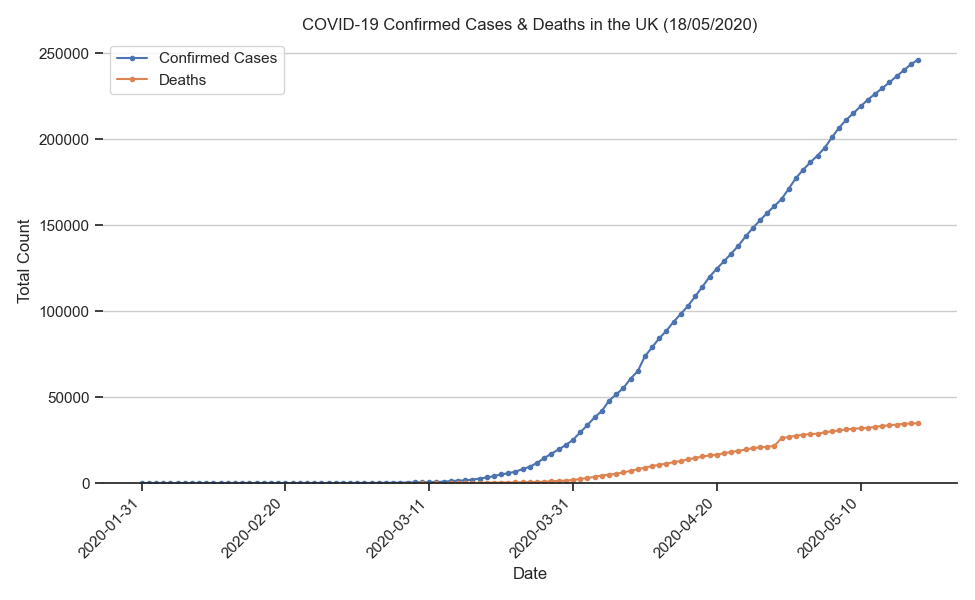 COVID-19 Confirmed Cases & Deaths in the UK (18/05/2020)
Confirmed Cases
Deaths
Total Count
250000
200000
150000
100000
50000
0
2020-01-31
2020-02-20
2020-03-11
2020-03-31
2020-04-20
2020-05-10
Date